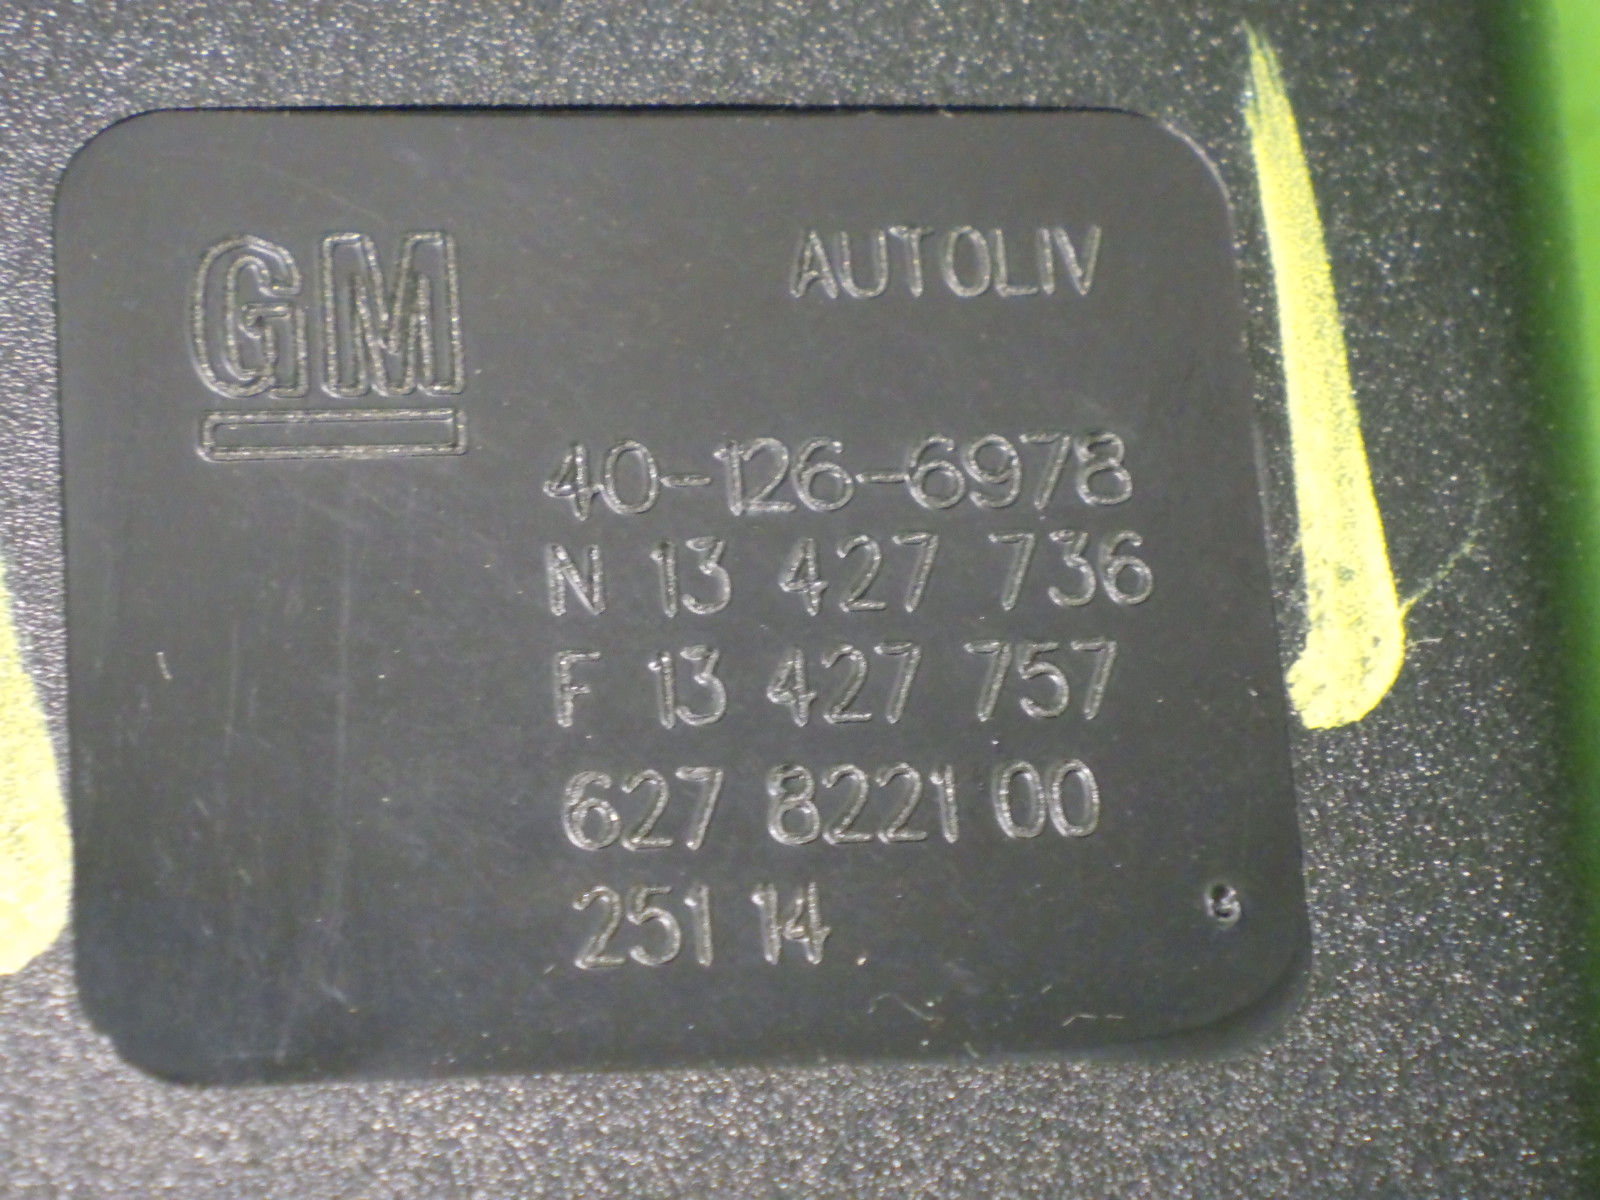 GM
AUTOLIV
40-126-6978
N 13 427 736
F 13 427 757
627 8221 00
251 14